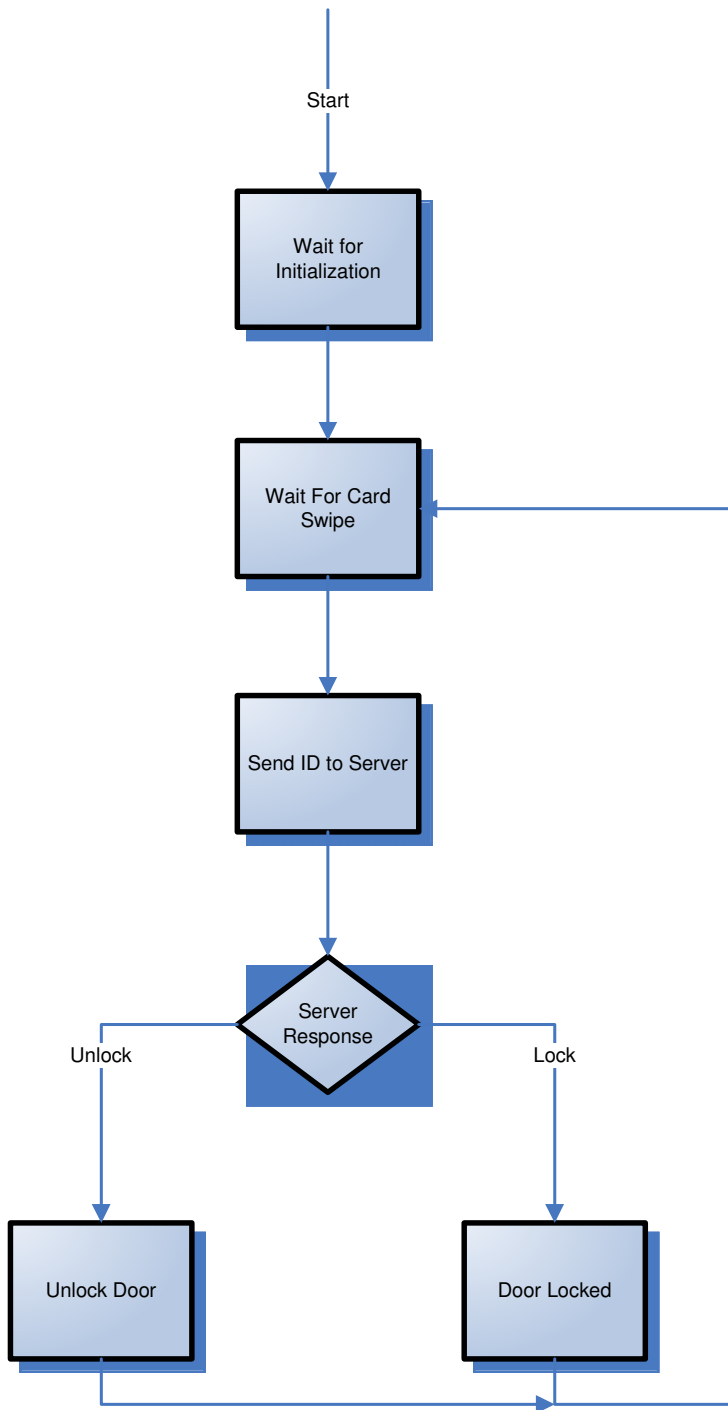 Start
Wait for
Initialization
Wait For Card
Swipe
Send ID to Server
Server
Response
Unlock
Lock
Unlock Door
Door Locked